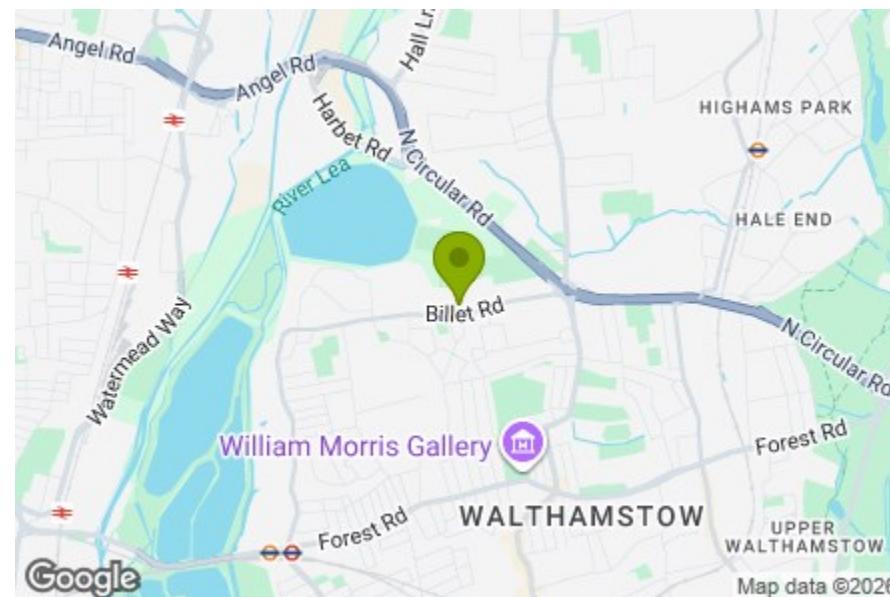 Angel Rd
Angel Rd
Hall Ln
Harbet Rd
N Circular Rd
HIGHAMS PARK
River Lea
HALE END
Watermead Way
Billet Rd
N Circular Rd
William Morris Gallery
Forest Rd
Forest Rd
WALTHAMSTOW
UPPER
WALTHAMSTOW
Google
Map data ©2026